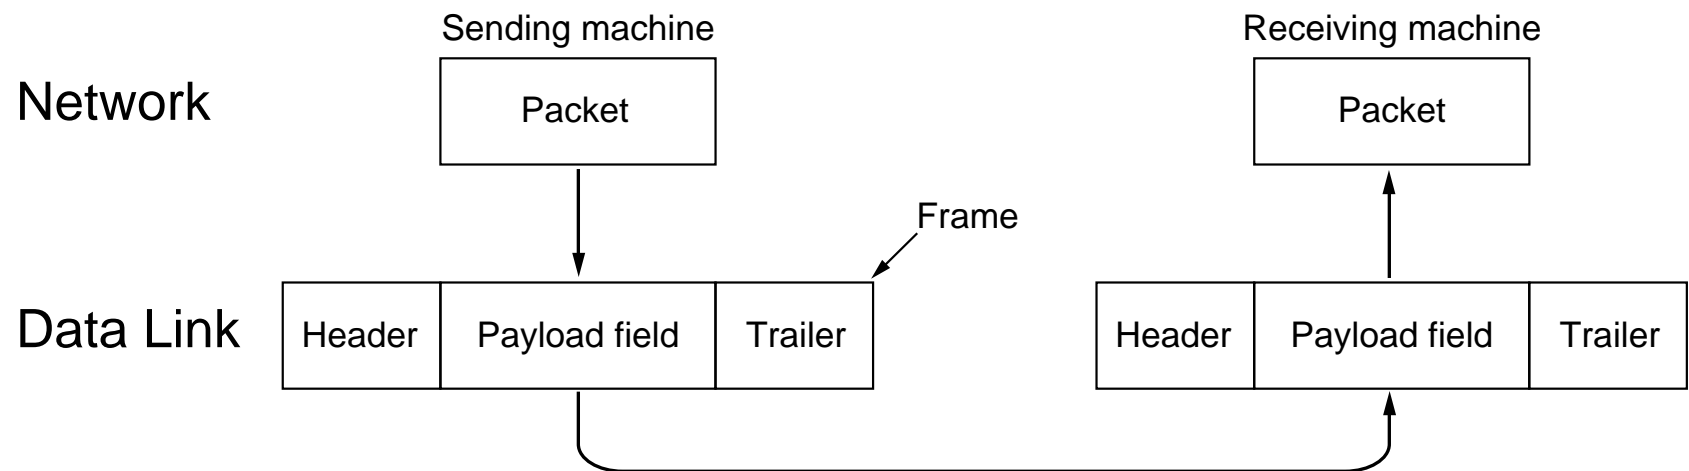 Sending machine
Receiving machine
Network
Packet
Packet
Frame
Data Link
Header
Payload field
Trailer
Header
Payload field
Trailer